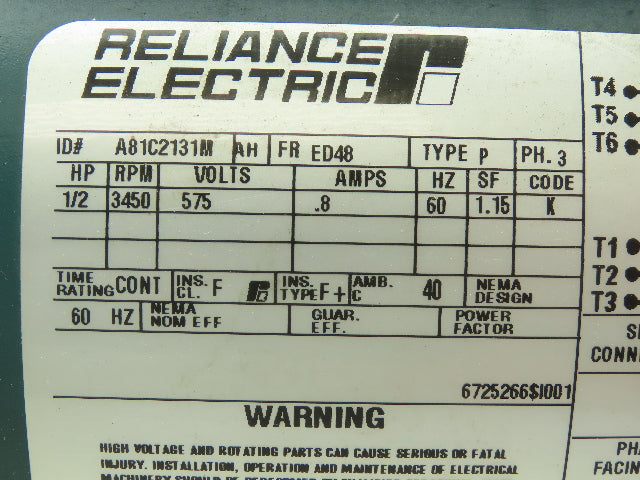 RELIANCE
ELECTRIC
ID# A81C2131M AH FR ED48 TYPE P PH. 3
HP RPM VOLTS AMPS HZ SF CODE
1/2 3450 575 .8 60 1.15 K
TIME RATING CONT INS. CL. F INS. TYPE F+ AMB. C 40 NEMA DESIGN
60 HZ NEMA NOM EFF GUAR. EFF. POWER FACTOR
6725266$I001
WARNING
HIGH VOLTAGE AND ROTATING PARTS CAN CAUSE SERIOUS OR FATAL
INJURY. INSTALLATION, OPERATION AND MAINTENANCE OF ELECTRICAL
T4
T5
T6
T1
T2
T3
CONN
PH
FACIN